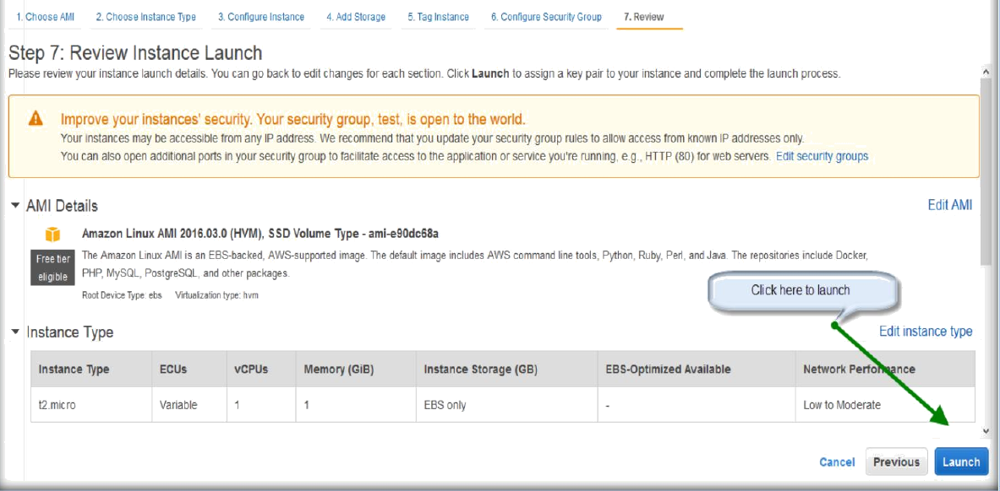 1. Choose AMI 2. Choose Instance Type 3. Configure Instance 4. Add Storage 5. Tag Instance 6. Configure Security Group 7. Review
Step 7: Review Instance Launch
Please review your instance launch details. You can go back to edit changes for each section. Click Launch to assign a key pair to your instance and complete the launch process.
Improve your instances' security. Your security group, test, is open to the world.
Your instances may be accessible from any IP address. We recommend that you update your security group rules to allow access from known IP addresses only.
You can also open additional ports in your security group to facilitate access to the application or service you're running, e.g., HTTP (80) for web servers. Edit security groups
AMI Details Edit AMI
Amazon Linux AMI 2016.03.0 (HVM), SSD Volume Type - ami-e90dc68a
Free tier
eligible
The Amazon Linux AMI is an EBS-backed, AWS-supported image. The default image includes AWS command line tools, Python, Ruby, Perl, and Java. The repositories include Docker,
PHP, MySQL, PostgreSQL, and other packages.
Root Device Type: ebs Virtualization type: hvm
Click here to launch
Instance Type Edit instance type
Instance Type ECUs vCPUs Memory (GiB) Instance Storage (GB) EBS-Optimized Available Network Performance
t2.micro Variable 1 1 EBS only - Low to Moderate
Cancel Previous Launch